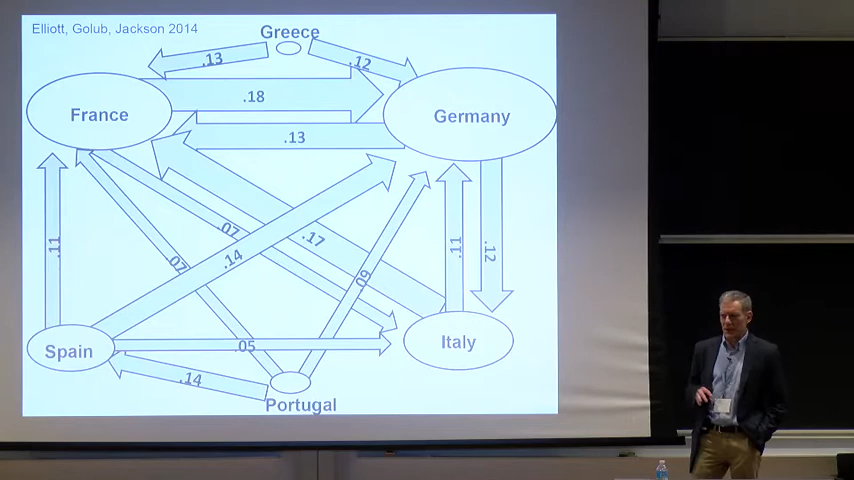 Elliott, Golub, Jackson 2014
Greece
.13
.12
France
.18
Germany
.13
.07
.17
.11
.07
.14
.09
.11
.12
Spain
.05
Italy
.14
Portugal